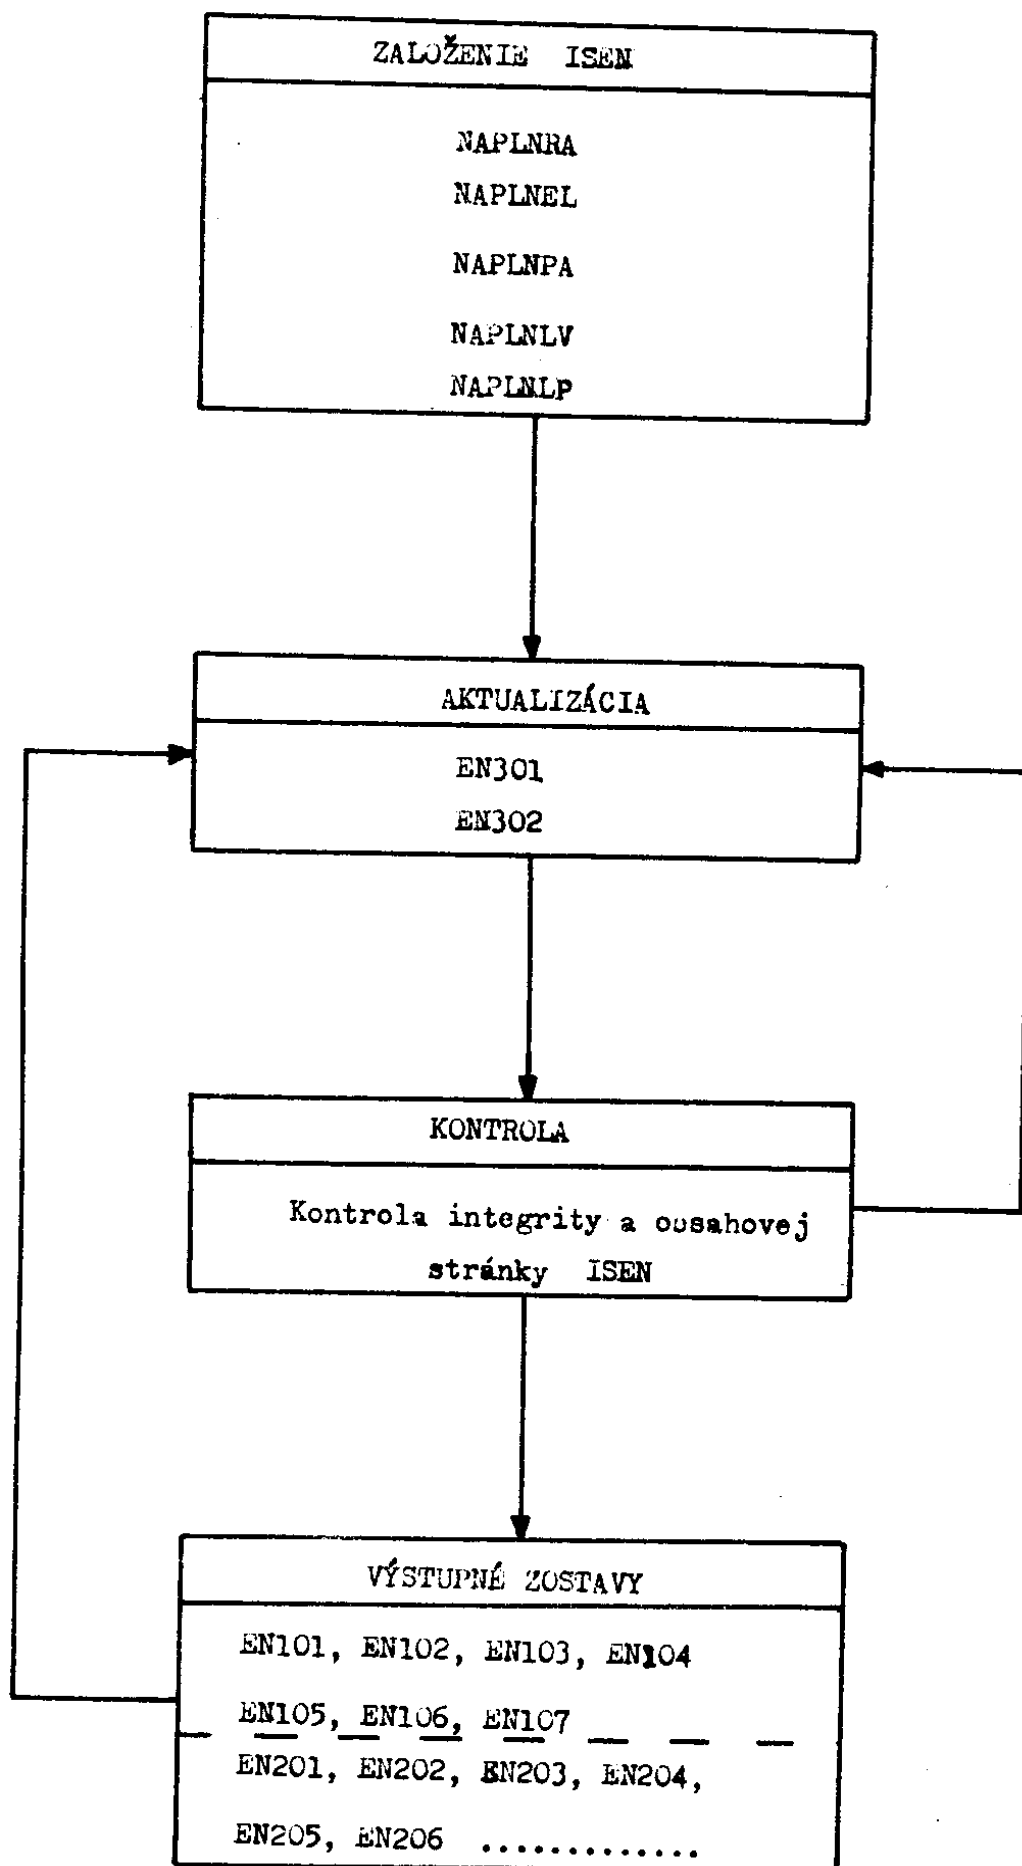 ZALOŽENIE ISEN
NAPLNRA
NAPLNEL
NAPLNPA
NAPLNLV
NAPLNLP
AKTUALIZÁCIA
EN301
EN302
KONTROLA
Kontrola integrity a obsahovej
stránky ISEN
VÝSTUPNÉ ZOSTAVY
EN101, EN102, EN103, EN104
EN105, EN106, EN107
EN201, EN202, EN203, EN204,
EN205, EN206 .............